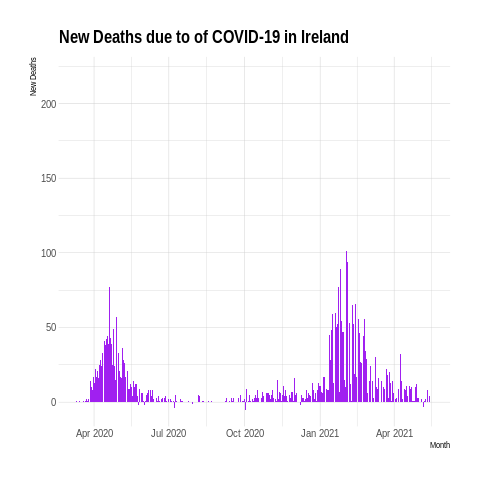 New Deaths due to of COVID-19 in Ireland
New Deaths
200
150
100
50
0
Apr 2020 Jul 2020 Oct 2020 Jan 2021 Apr 2021
Month